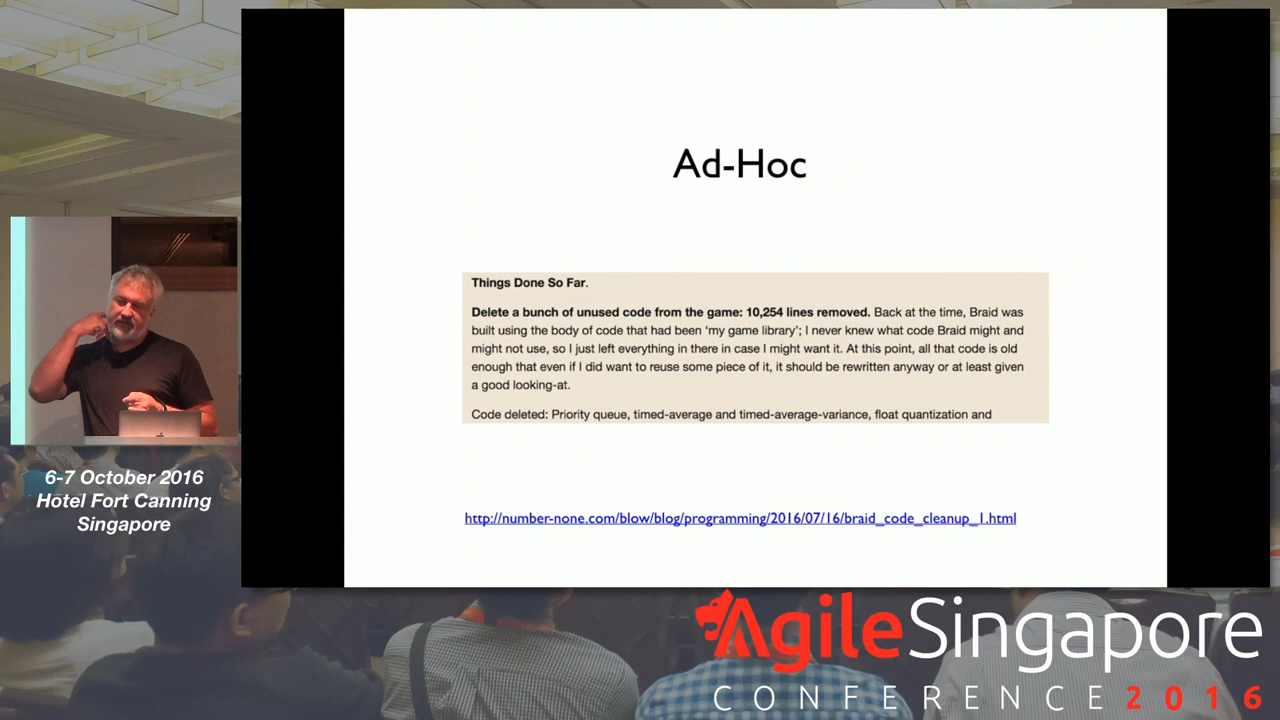 Ad-Hoc
Things Done So Far.
Delete a bunch of unused code from the game: 10,254 lines removed. Back at the time, Braid was
built using the body of code that had been 'my game library'; I never knew what code Braid might and
might not use, so I just left everything in there in case I might want it. At this point, all that code is old
enough that even if I did want to reuse some piece of it, it should be rewritten anyway or at least given
a good looking-at.
Code deleted: Priority queue, timed-average and timed-average-variance, float quantization and
http://number-none.com/blow/blog/programming/2016/07/16/braid_code_cleanup_1.html
6-7 October 2016
Hotel Fort Canning
Singapore
AgileSingapore
CONFERENCE 2016